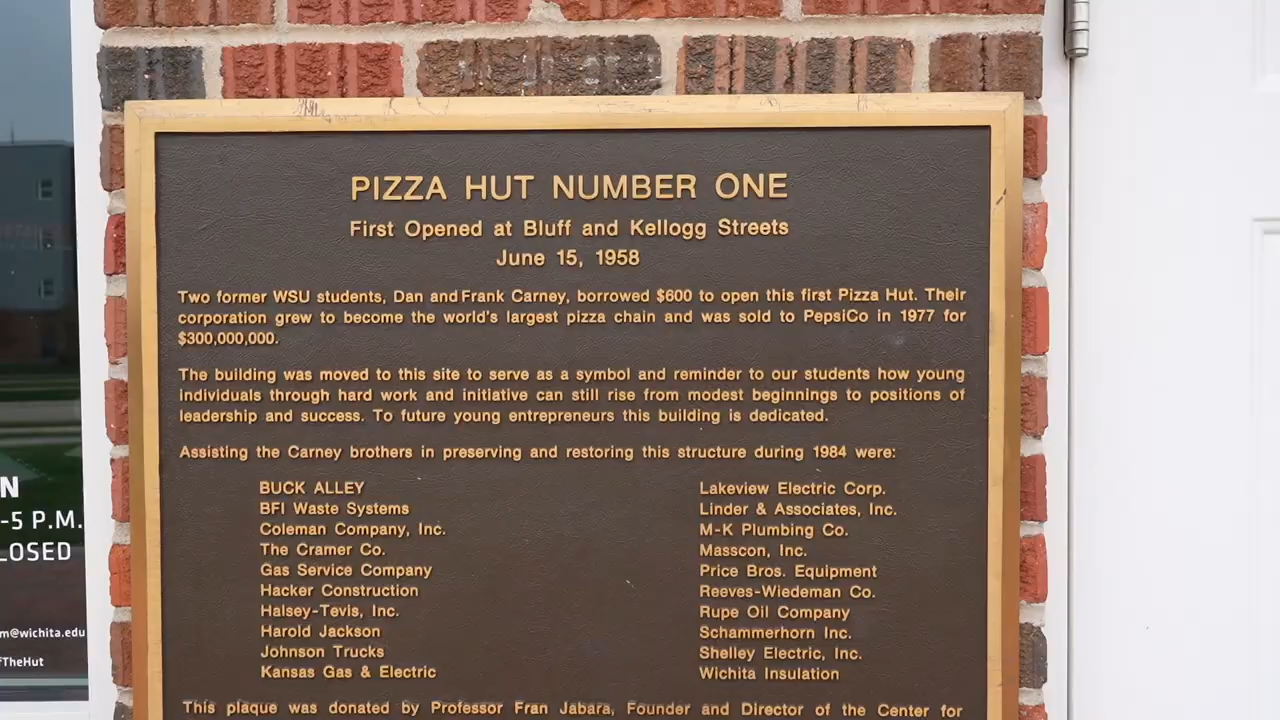 PIZZA HUT NUMBER ONE
First Opened at Bluff and Kellogg Streets
June 15, 1958
Two former WSU students, Dan and Frank Carney, borrowed $600 to open this first Pizza Hut. Their
corporation grew to become the world's largest pizza chain and was sold to PepsiCo in 1977 for
$300,000,000.
The building was moved to this site to serve as a symbol and reminder to our students how young
individuals through hard work and initiative can still rise from modest beginnings to positions of
leadership and success. To future young entrepreneurs this building is dedicated.
Assisting the Carney brothers in preserving and restoring this structure during 1984 were:
BUCK ALLEY
BFI Waste Systems
Coleman Company, Inc.
The Cramer Co.
Gas Service Company
Hacker Construction
Halsey-Tevis, Inc.
Harold Jackson
Johnson Trucks
Kansas Gas & Electric
Lakeview Electric Corp.
Linder & Associates, Inc.
M-K Plumbing Co.
Masscon, Inc.
Price Bros. Equipment
Reeves-Wiedeman Co.
Rupe Oil Company
Schammerhorn Inc.
Shelley Electric, Inc.
Wichita Insulation
This plaque was donated by Professor Fran Jabara, Founder and Director of the Center for
N
-5 P.M.
LOSED
m@wichita.edu
fTheHut